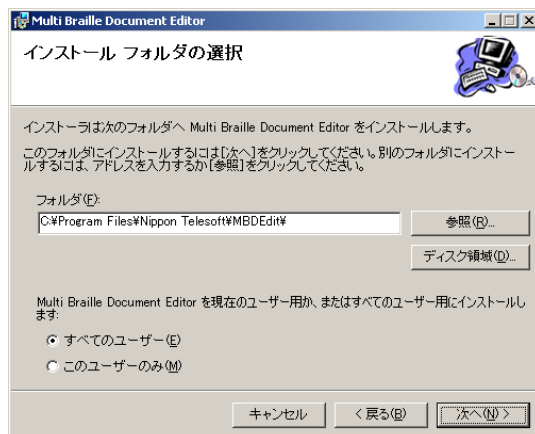 Multi Braille Document Editor
インストール フォルダの選択
インストーラは次のフォルダへ Multi Braille Document Editor をインストールします。
このフォルダにインストールするには[次へ]をクリックしてください。別のフォルダにインストー
ルするには、アドレスを入力するか[参照]をクリックしてください。
フォルダ(F):
C:¥Program Files¥Nippon Telesoft¥MBDEdit¥
参照(R)...
ディスク領域(D)...
Multi Braille Document Editor を現在のユーザー用か、またはすべてのユーザー用にインストールし
ます:
すべてのユーザー(E)
このユーザーのみ(M)
キャンセル
< 戻る(B)
次へ(N) >